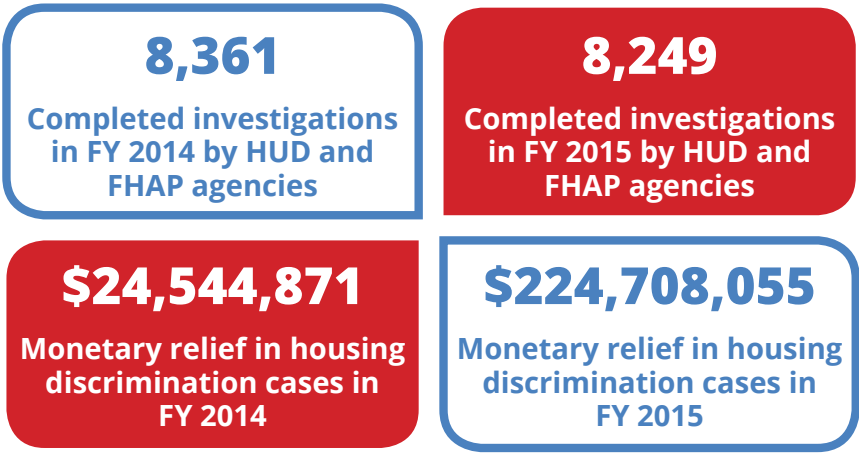 8,361
Completed investigations
in FY 2014 by HUD and
FHAP agencies
8,249
Completed investigations
in FY 2015 by HUD and
FHAP agencies
$24,544,871
Monetary relief in housing
discrimination cases in
FY 2014
$224,708,055
Monetary relief in housing
discrimination cases in
FY 2015